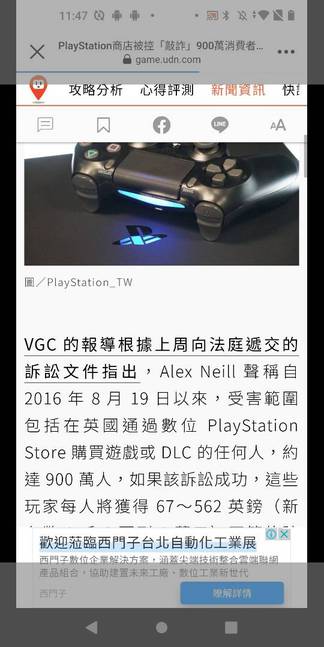 11:47
PlayStation商店被控「敲詐」900萬消費者...
game.udn.com
攻略分析 心得評測 新聞資訊
圖／PlayStation_TW
VGC 的報導根據上周向法庭遞交的
訴訟文件指出，Alex Neill 聲稱自
2016 年 8 月 19 日以來，受害範圍
包括在英國通過數位 PlayStation
Store 購買遊戲或 DLC 的任何人，約
達 900 萬人，如果該訴訟成功，這些
玩家每人將獲得 67～562 英鎊（新
歡迎蒞臨西門子台北自動化工業展
西門子數位企業解決方案，涵蓋尖端技術整合雲端聯網
產品組合，協助建置未來工廠、數位工業新世代
西門子
瞭解詳情